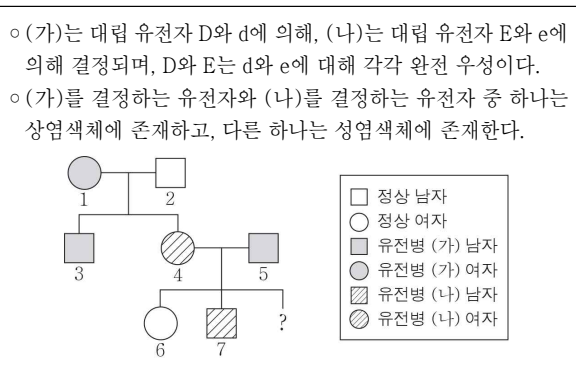 ○ (가)는 대립 유전자 D와 d에 의해, (나)는 대립 유전자 E와 e에
의해 결정되며, D와 E는 d와 e에 대해 각각 완전 우성이다.
○ (가)를 결정하는 유전자와 (나)를 결정하는 유전자 중 하나는
상염색체에 존재하고, 다른 하나는 성염색체에 존재한다.
1
2
3
4
5
6
7
?
정상 남자
정상 여자
유전병 (가) 남자
유전병 (가) 여자
유전병 (나) 남자
유전병 (나) 여자